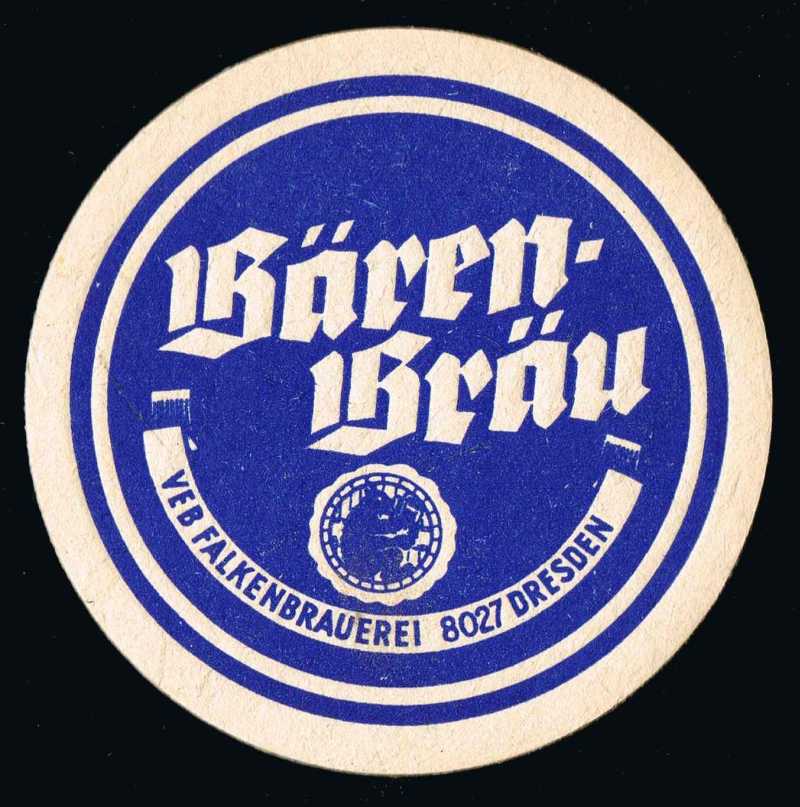 Bären-
Bräu
VEB FALKENBRAUEREI 8027 DRESDEN